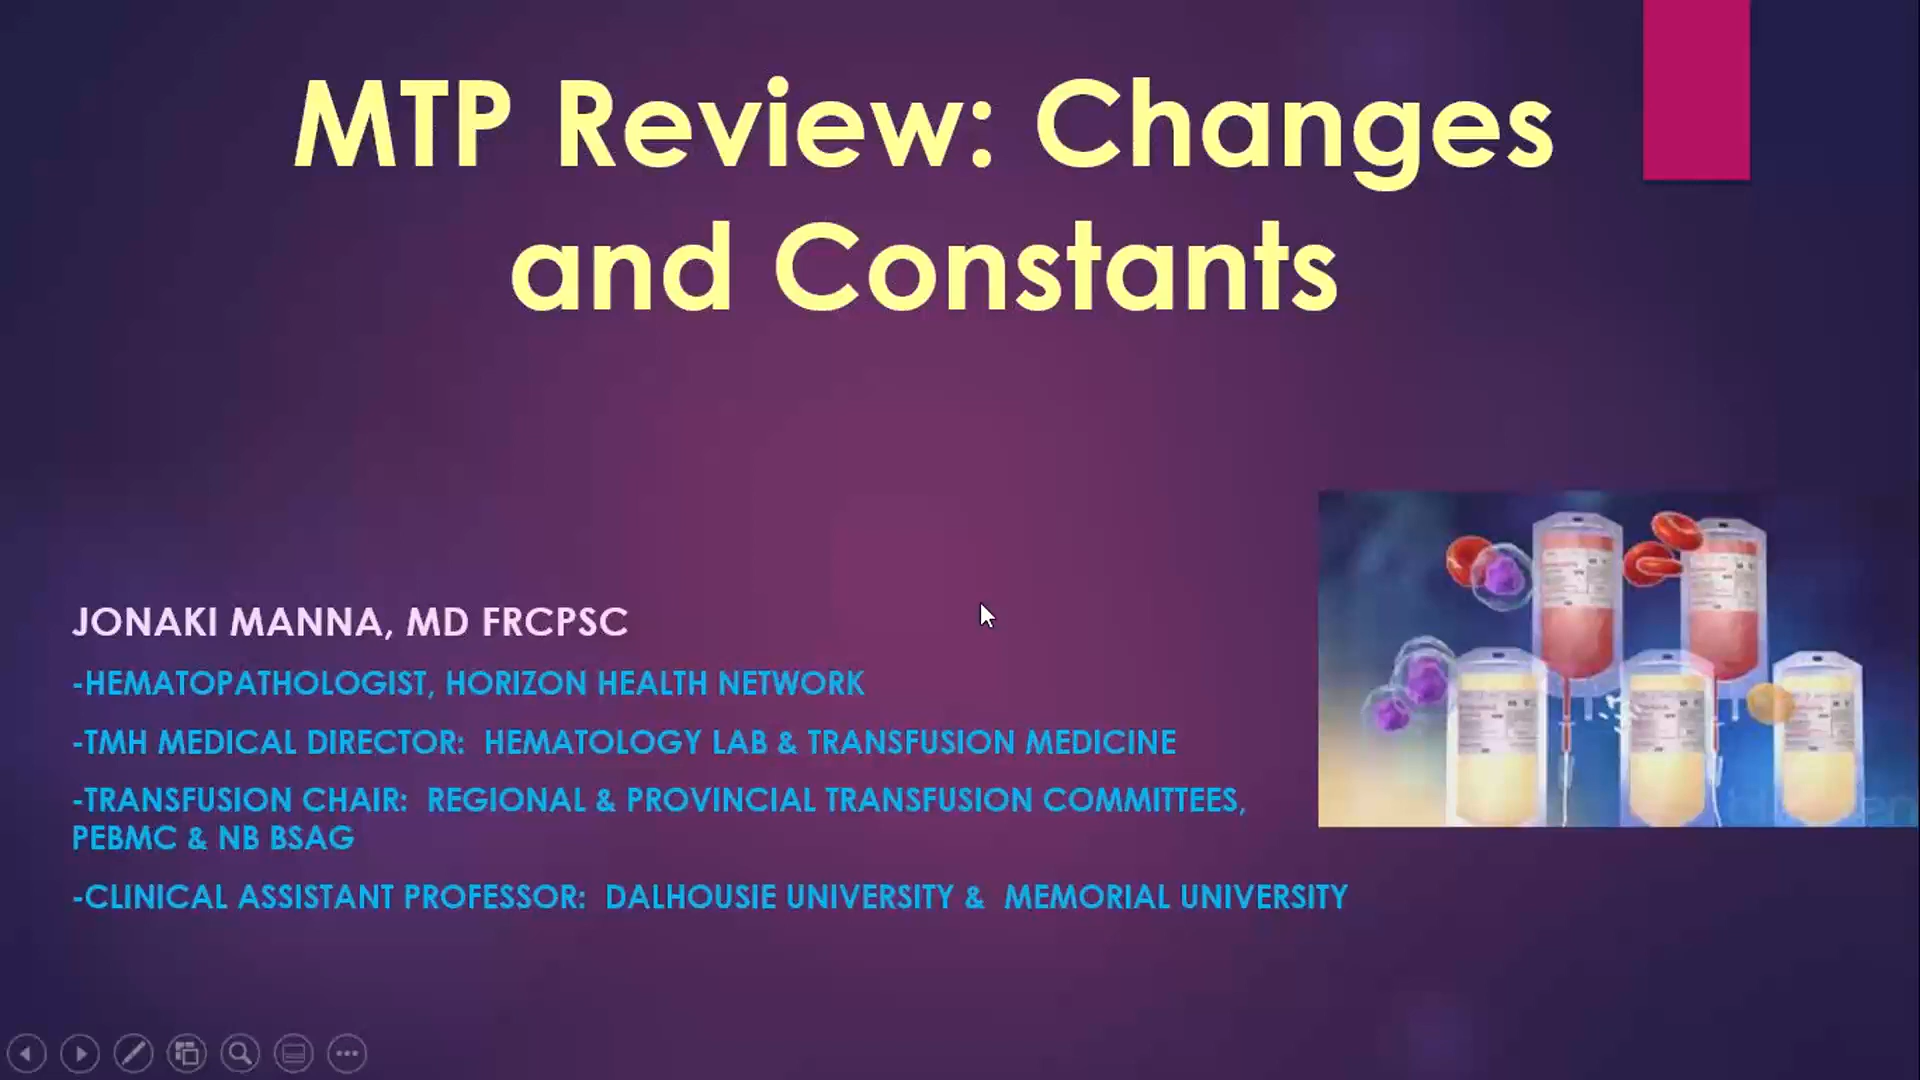 MTP Review: Changes
and Constants
JONAKI MANNA, MD FRCPSC
-HEMATOPATHOLOGIST, HORIZON HEALTH NETWORK
-TMH MEDICAL DIRECTOR: HEMATOLOGY LAB & TRANSFUSION MEDICINE
-TRANSFUSION CHAIR: REGIONAL & PROVINCIAL TRANSFUSION COMMITTEES,
PEBMC & NB BSAG
-CLINICAL ASSISTANT PROFESSOR: DALHOUSIE UNIVERSITY & MEMORIAL UNIVERSITY